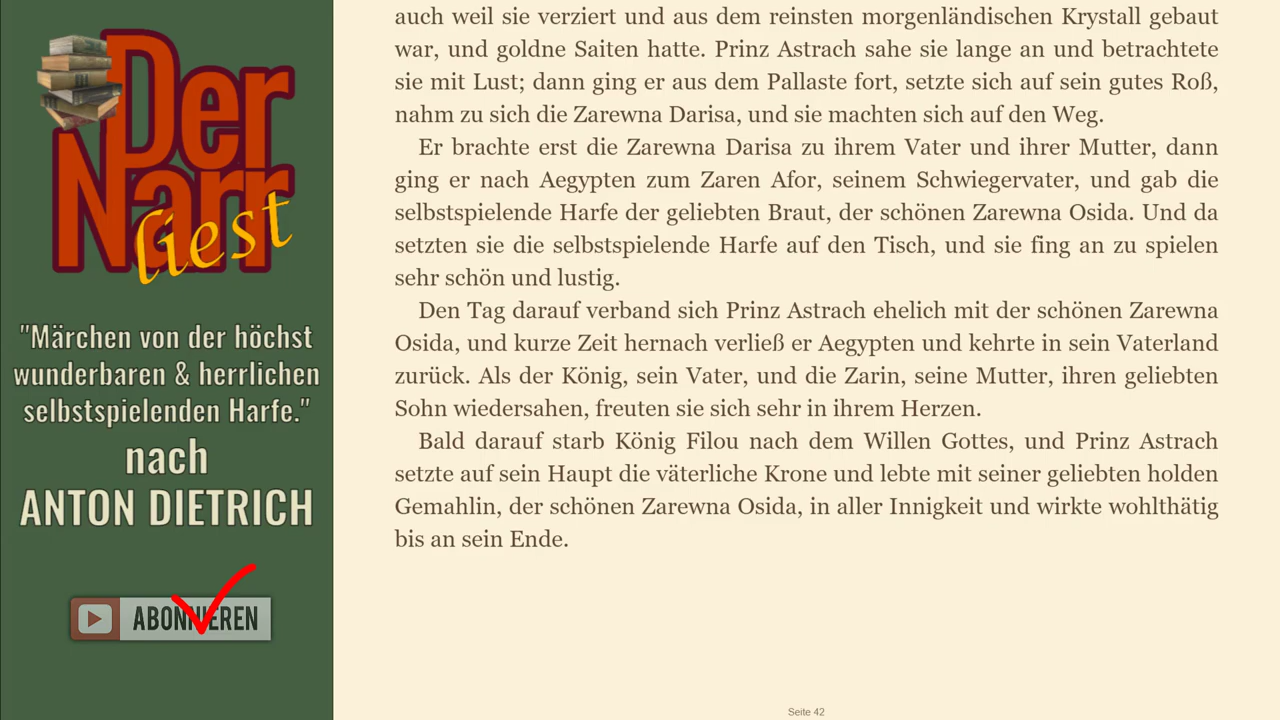 Der
Narr
liest
"Märchen von der höchst
wunderbaren & herrlichen
selbstspielenden Harfe."
nach
ANTON DIETRICH
ABONNIEREN
auch weil sie verziert und aus dem reinsten morgenländischen Krystall gebaut
war, und goldne Saiten hatte. Prinz Astrach sahe sie lange an und betrachtete
sie mit Lust; dann ging er aus dem Pallaste fort, setzte sich auf sein gutes Roß,
nahm zu sich die Zarewna Darisa, und sie machten sich auf den Weg.
Er brachte erst die Zarewna Darisa zu ihrem Vater und ihrer Mutter, dann
ging er nach Aegypten zum Zaren Afor, seinem Schwiegervater, und gab die
selbstspielende Harfe der geliebten Braut, der schönen Zarewna Osida. Und da
setzten sie die selbstspielende Harfe auf den Tisch, und sie fing an zu spielen
sehr schön und lustig.
Den Tag darauf verband sich Prinz Astrach ehelich mit der schönen Zarewna
Osida, und kurze Zeit hernach verließ er Aegypten und kehrte in sein Vaterland
zurück. Als der König, sein Vater, und die Zarin, seine Mutter, ihren geliebten
Sohn wiedersahen, freuten sie sich sehr in ihrem Herzen.
Bald darauf starb König Filou nach dem Willen Gottes, und Prinz Astrach
setzte auf sein Haupt die väterliche Krone und lebte mit seiner geliebten holden
Gemahlin, der schönen Zarewna Osida, in aller Innigkeit und wirkte wohlthätig
bis an sein Ende.
Seite 42